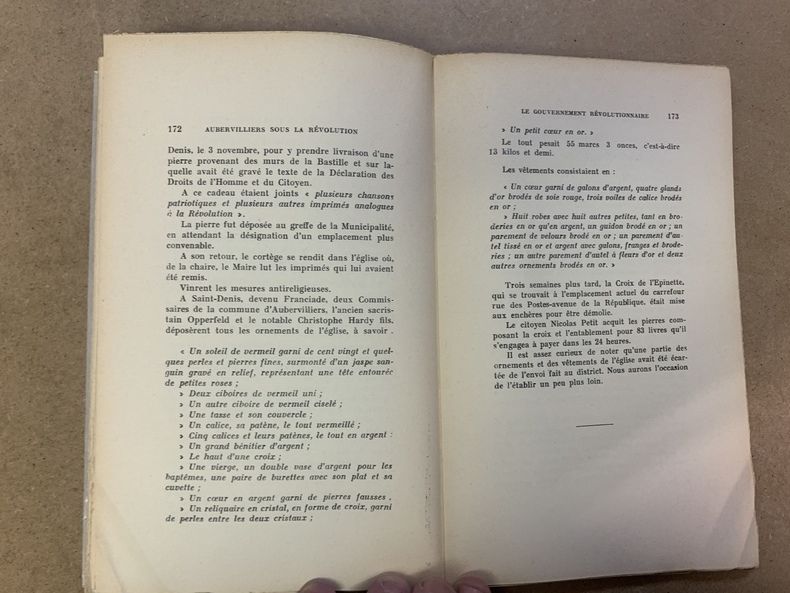 172 AUBERVILLIERS SOUS LA RÉVOLUTION
Denis, le 3 novembre, pour y prendre livraison d'une
pierre provenant des murs de la Bastille et sur la-
quelle avait été gravé le texte de la Déclaration des
Droits de l'Homme et du Citoyen.
A ce cadeau étaient joints « plusieurs chansons
patriotiques et plusieurs autres imprimés analogues
à la Révolution ».
La pierre fut déposée au greffe de la Municipalité,
en attendant la désignation d'un emplacement plus
convenable.
A son retour, le cortège se rendit dans l'église où,
de la chaire, le Maire lut les imprimés qui lui avaient
été remis.
Vinrent les mesures antireligieuses.
A Saint-Denis, devenu Franciade, deux Commis-
saires de la commune d'Aubervilliers, l'ancien sacris-
tain Opperfeld et le notable Christophe Hardy fils,
déposèrent tous les ornements de l'église, à savoir .
« Un soleil de vermeil garni de cent vingt et quel-
ques perles et pierres fines, surmonté d'un jaspe san-
guin gravé en relief, représentant une tête entourée
de petites roses ;
» Deux ciboires de vermeil uni ;
» Un autre ciboire de vermeil ciselé ;
» Une tasse et son couvercle ;
» Un calice, sa patène, le tout vermeillé ;
» Cinq calices et leurs patènes, le tout en argent :
» Un grand bénitier d'argent ;
» Le haut d'une croix ;
» Une vierge, un double vase d'argent pour les
baptêmes, une paire de burettes avec son plat et sa
cuvette ;
» Un cœur en argent garni de pierres fausses ,
» Un reliquaire en cristal, en forme de croix, garni
de perles entre les deux cristaux ;
LE GOUVERNEMENT RÉVOLUTIONNAIRE 173
» Un petit cœur en or. »
Le tout pesait 55 marcs 3 onces, c'est-à-dire
13 kilos et demi.
Les vêtements consistaient en :
« Un cœur garni de galons d'argent, quatre glands
d'or brodés de soie rouge, trois voiles de calice brodés
en or ;
» Huit robes avec huit autres petites, tant en bro-
deries en or qu'en argent, un guidon brodé en or ; un
parement de velours brodé en or ; un parement d'au-
tel tissé en or et argent avec galons, franges et brode-
ries ; un autre parement d'autel à fleurs d'or et deux
autres ornements brodés en or. »
Trois semaines plus tard, la Croix de l'Epinette,
qui se trouvait à l'emplacement actuel du carrefour
rue des Postes-avenue de la République, était mise
aux enchères pour être démolie.
Le citoyen Nicolas Petit acquit les pierres com-
posant la croix et l'entablement pour 83 livres qu'il
s'engagea à payer dans les 24 heures.
Il est assez curieux de noter qu'une partie des
ornements et des vêtements de l'église avait été écar-
tée de l'envoi fait au district. Nous aurons l'occasion
de l'établir un peu plus loin.